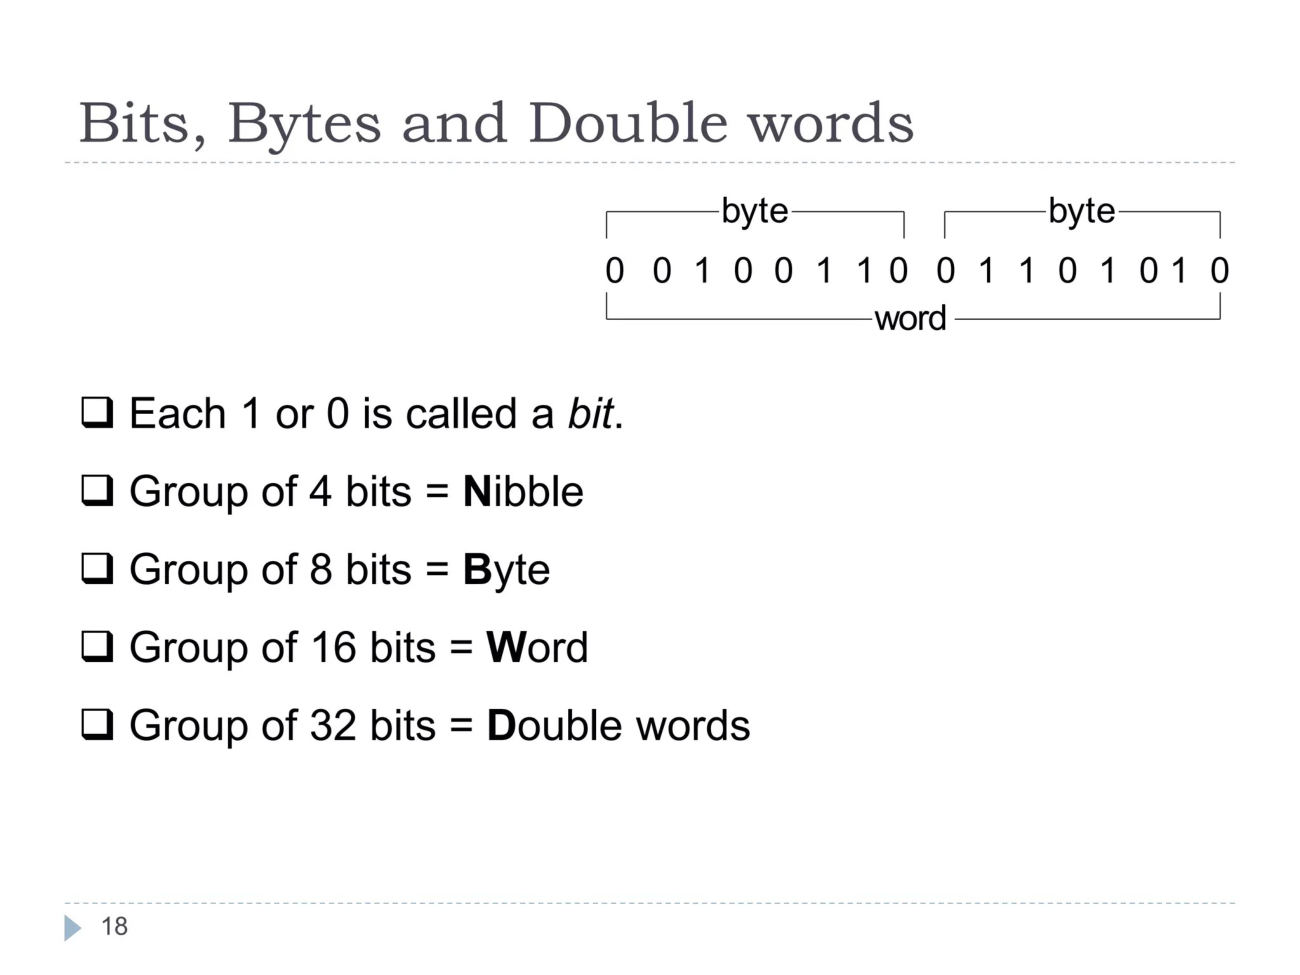 Bits, Bytes and Double words
byte byte
0 0 1 0 0 1 1 0 0 1 1 0 1 0 1 0
word
Each 1 or 0 is called a bit.
Group of 4 bits = Nibble
Group of 8 bits = Byte
Group of 16 bits = Word
Group of 32 bits = Double words
18